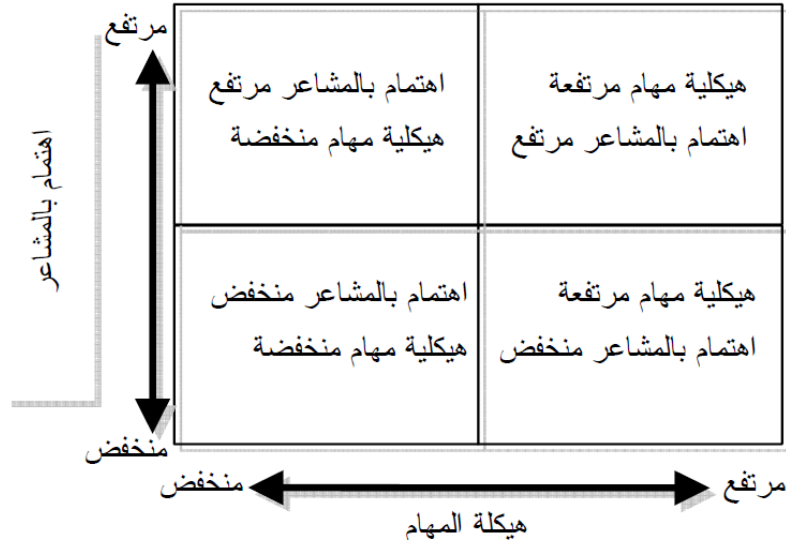 مرتفع
هيكلية مهام مرتفعة
اهتمام بالمشاعر مرتفع
اهتمام بالمشاعر مرتفع
هيكلية مهام منخفضة
اهتمام بالمشاعر
هيكلية مهام مرتفعة
اهتمام بالمشاعر منخفض
اهتمام بالمشاعر منخفض
هيكلية مهام منخفضة
منخفض
مرتفع
منخفض
هيكلة المهام